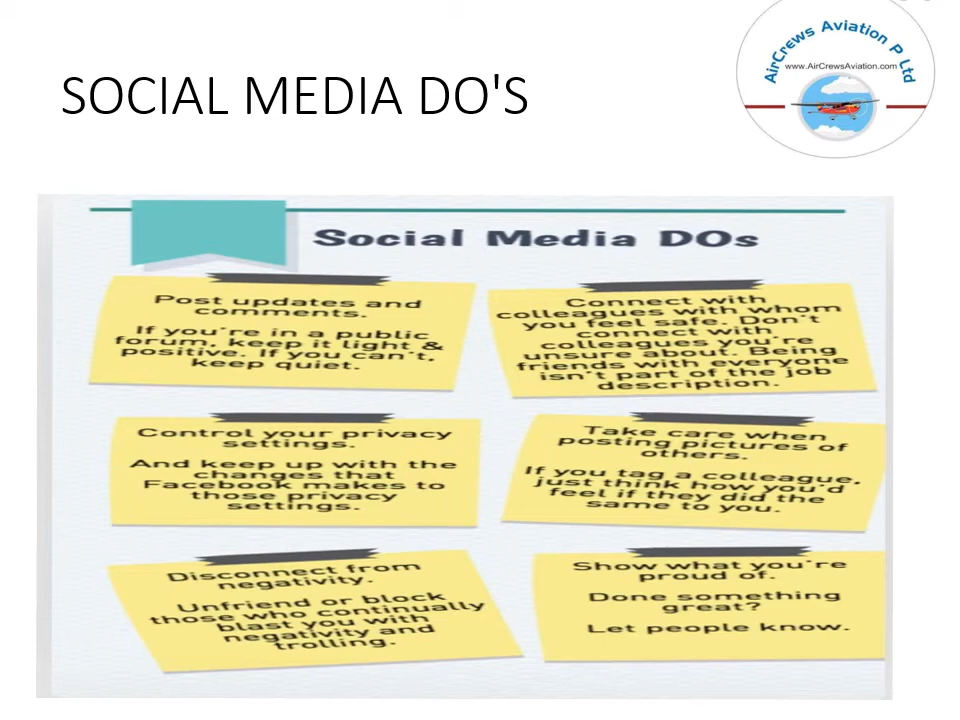 SOCIAL MEDIA DO'S
AirCrews Aviation P Ltd
www.AirCrewsAviation.com
Social Media DOs
Post updates and
comments.
If you're in a public
forum, keep it light &
positive. If you can't,
keep quiet.
Connect with
colleagues with whom
you feel safe. Don't
connect with
colleagues you're
unsure about. Being
friends with everyone
isn't part of the job
description.
Control your privacy
settings.
And keep up with the
changes that
Facebook makes to
those privacy
settings.
Take care when
posting pictures of
others.
If you tag a colleague,
just think how you'd
feel if they did the
same to you.
Disconnect from
negativity.
Unfriend or block
those who continually
blast you with
negativity and
trolling.
Show what you're
proud of.
Done something
great?
Let people know.